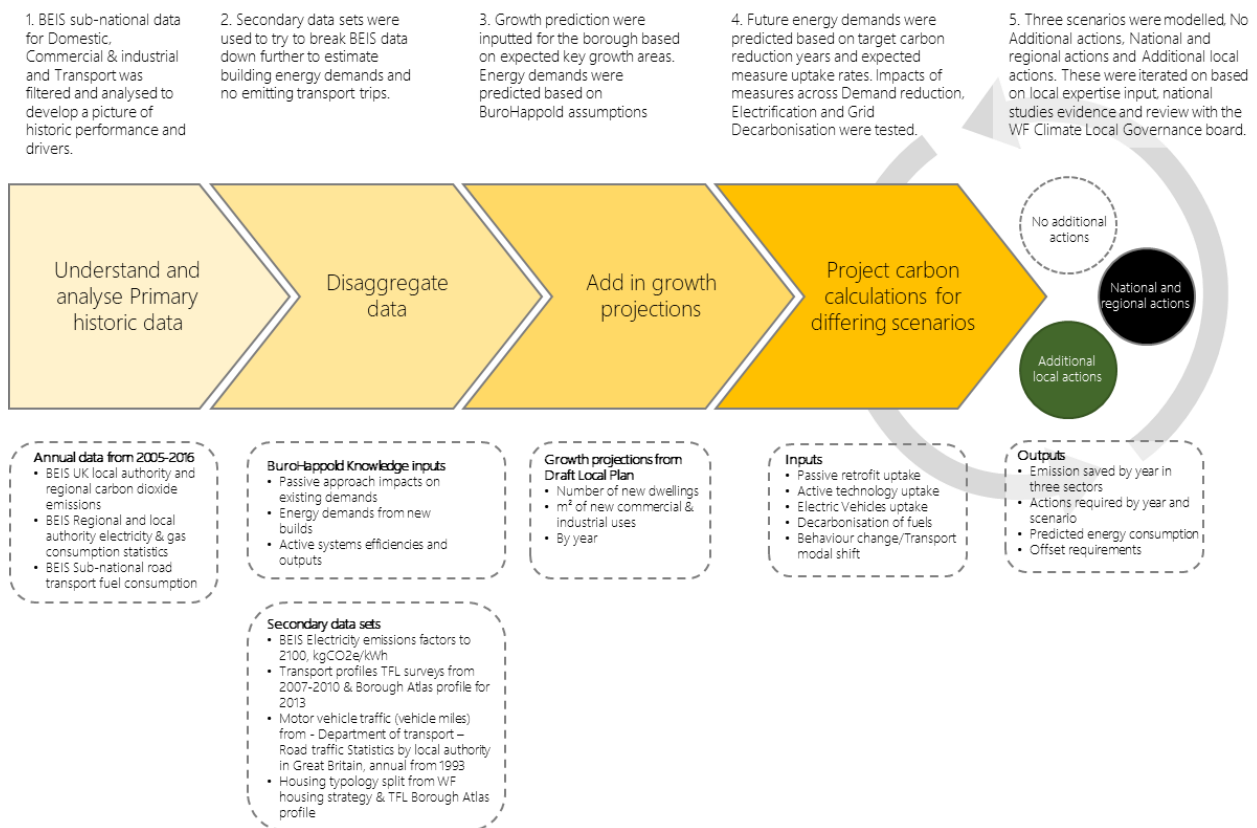 1. BEIS sub-national data
for Domestic,
Commercial & industrial
and Transport was
filtered and analysed to
develop a picture of
historic performance and
drivers.
2. Secondary data sets were
used to try to break BEIS data
down further to estimate
building energy demands and
no emitting transport trips.
3. Growth prediction were
inputted for the borough based
on expected key growth areas.
Energy demands were
predicted based on
BuroHappold assumptions
4. Future energy demands were
predicted based on target carbon
reduction years and expected
measure uptake rates. Impacts of
measures across Demand reduction,
Electrification and Grid
Decarbonisation were tested.
5. Three scenarios were modelled, No
Additional actions, National and
regional actions and Additional local
actions. These were iterated on based
on local expertise input, national
studies evidence and review with the
WF Climate Local Governance board.
Understand and
analyse Primary
historic data
Disaggregate
data
Add in growth
projections
Project carbon
calculations for
differing scenarios
No additional
actions
National and
regional actions
Additional
local actions
Annual data from 2005-2016
• BEIS UK local authority and
regional carbon dioxide
emissions
• BEIS Regional and local
authority electricity & gas
consumption statistics
• BEIS Sub-national road
transport fuel consumption
BuroHappold Knowledge inputs
• Passive approach impacts on
existing demands
• Energy demands from new
builds
• Active systems efficiencies and
outputs
Secondary data sets
• BEIS Electricity emissions factors to
2100, kgCO2e/kWh
• Transport profiles TFL surveys from
2007-2010 & Borough Atlas profile for
2013
• Motor vehicle traffic (vehicle miles)
from - Department of transport –
Road traffic Statistics by local authority
in Great Britain, annual from 1993
• Housing typology split from WF
housing strategy & TFL Borough Atlas
profile
Growth projections from
Draft Local Plan
• Number of new dwellings
• m² of new commercial &
industrial uses
• By year
Inputs
• Passive retrofit uptake
• Active technology uptake
• Electric Vehicles uptake
• Decarbonisation of fuels
• Behaviour change/Transport
modal shift
Outputs
• Emission saved by year in
three sectors
• Actions required by year and
scenario
• Predicted energy consumption
• Offset requirements